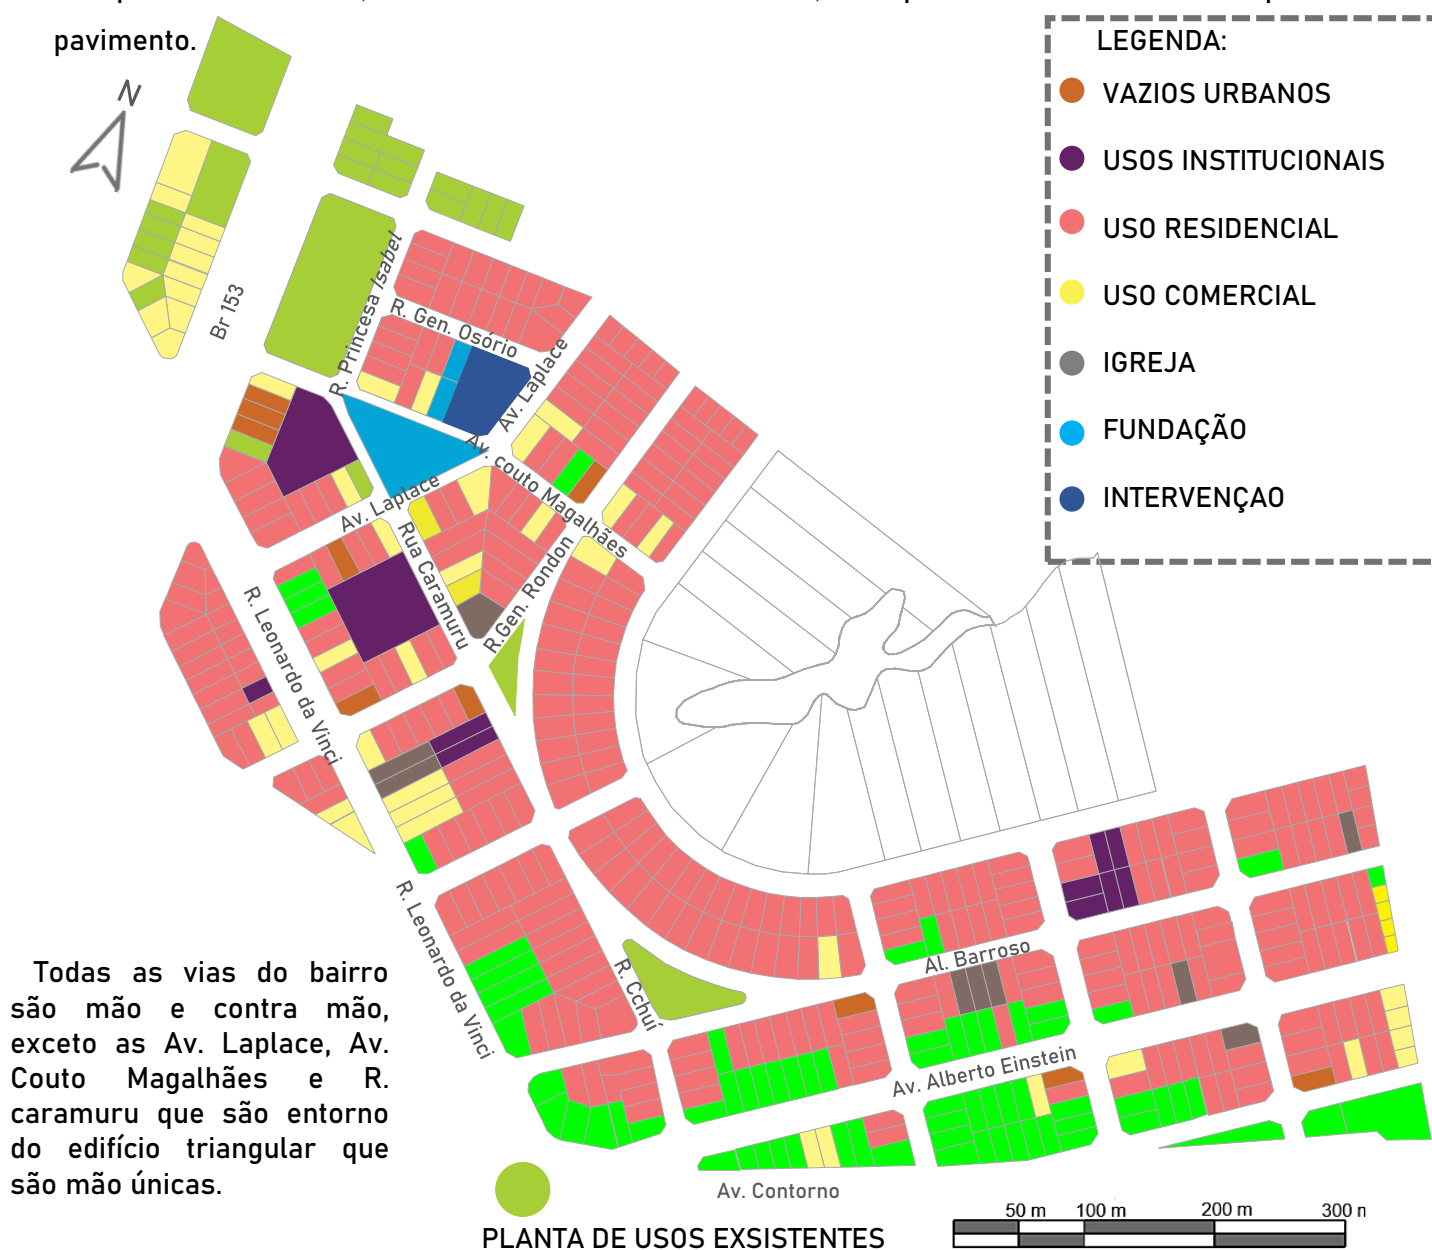 pavimento.
LEGENDA:
VAZIOS URBANOS
USOS INSTITUCIONAIS
USO RESIDENCIAL
USO COMERCIAL
IGREJA
FUNDAÇÃO
INTERVENÇAO
N
Br 153
R. Princesa Isabel
R. Gen. Osório
Av. Laplace
Av. couto Magalhães
Av. Laplace
Rua Caramuru
R.Gen. Rondon
R. Leonardo da Vinci
R. Leonardo da Vinci
R. Cchuí
Al. Barroso
Av. Alberto Einstein
Av. Contorno
Todas as vias do bairro
são mão e contra mão,
exceto as Av. Laplace, Av.
Couto Magalhães e R.
caramuru que são entorno
do edifício triangular que
são mão únicas.
PLANTA DE USOS EXSISTENTES
50 m 100 m 200 m 300 r